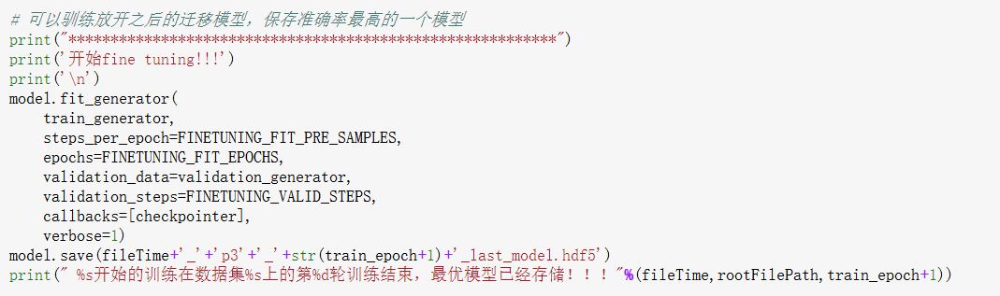 # 可以驯练放开之后的迁移模型，保存准确率最高的一个模型
print("**********************************************************")
print('开始fine tuning!!!')
print('\n')
model.fit_generator(
    train_generator,
    steps_per_epoch=FINETUNING_FIT_PRE_SAMPLES,
    epochs=FINETUNING_FIT_EPOCHS,
    validation_data=validation_generator,
    validation_steps=FINETUNING_VALID_STEPS,
    callbacks=[checkpointer],
    verbose=1)
model.save(fileTime+'_'+'p3'+'_'+str(train_epoch+1)+'_last_model.hdf5')
print(" %s开始的训练在数据集%s上的第%d轮训练结束，最优模型已经存储！！！"%(fileTime,rootFilePath,train_epoch+1))